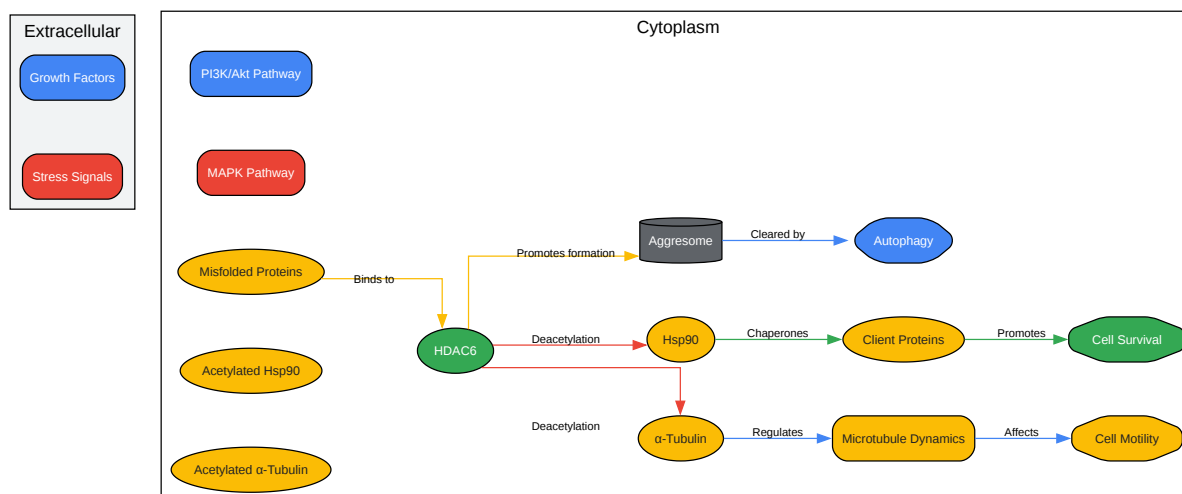 Extracellular
Growth Factors
Stress Signals
Cytoplasm
PI3K/Akt Pathway
MAPK Pathway
Misfolded Proteins
Binds to
Acetylated Hsp90
Acetylated α-Tubulin
HDAC6
Promotes formation
Aggresome
Cleared by
Autophagy
Deacetylation
Hsp90
Chaperones
Client Proteins
Promotes
Cell Survival
Deacetylation
α-Tubulin
Regulates
Microtubule Dynamics
Affects
Cell Motility